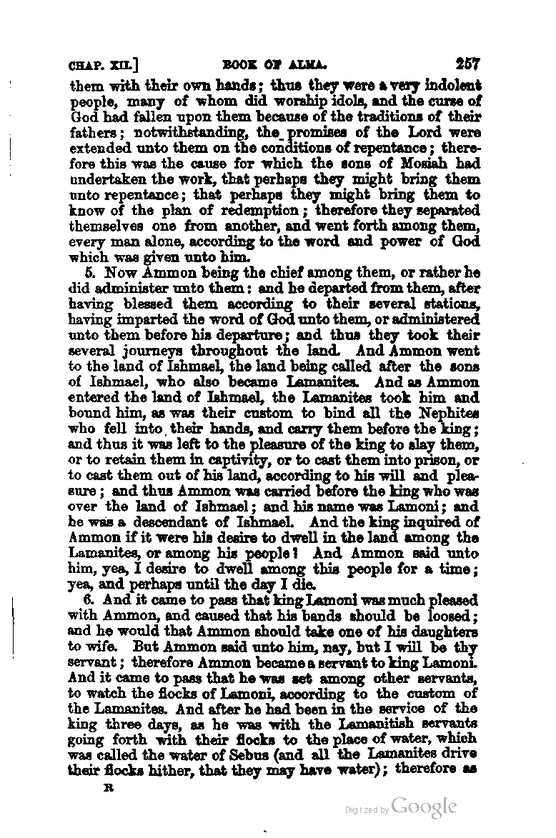 CHAP. XII.] BOOK OF ALMA. 257
them with their own hands; thus they were a very indolent
people, many of whom did worship idols, and the curse of
God had fallen upon them because of the traditions of their
fathers; notwithstanding, the promises of the Lord were
extended unto them on the conditions of repentance; there-
fore this was the cause for which the sons of Mosiah had
undertaken the work, that perhaps they might bring them
unto repentance; that perhaps they might bring them to
know of the plan of redemption; therefore they separated
themselves one from another, and went forth among them,
every man alone, according to the word and power of God
which was given unto him.
5. Now Ammon being the chief among them, or rather he
did administer unto them: and he departed from them, after
having blessed them according to their several stations,
having imparted the word of God unto them, or administered
unto them before his departure; and thus they took their
several journeys throughout the land. And Ammon went
to the land of Ishmael, the land being called after the sons
of Ishmael, who also became Lamanites. And as Ammon
entered the land of Ishmael, the Lamanites took him and
bound him, as was their custom to bind all the Nephites
who fell into their hands, and carry them before the king;
and thus it was left to the pleasure of the king to slay them,
or to retain them in captivity, or to cast them into prison, or
to cast them out of his land, according to his will and plea-
sure; and thus Ammon was carried before the king who was
over the land of Ishmael; and his name was Lamoni; and
he was a descendant of Ishmael. And the king inquired of
Ammon if it were his desire to dwell in the land among the
Lamanites, or among his people? And Ammon said unto
him, yea, I desire to dwell among this people for a time;
yea, and perhaps until the day I die.
6. And it came to pass that king Lamoni was much pleased
with Ammon, and caused that his bands should be loosed;
and he would that Ammon should take one of his daughters
to wife. But Ammon said unto him, nay, but I will be thy
servant; therefore Ammon became a servant to king Lamoni.
And it came to pass that he was set among other servants,
to watch the flocks of Lamoni, according to the custom of
the Lamanites. And after he had been in the service of the
king three days, as he was with the Lamanitish servants
going forth with their flocks to the place of water, which
was called the water of Sebus (and all the Lamanites drive
their flocks hither, that they may have water); therefore as
R
Digitized by Google